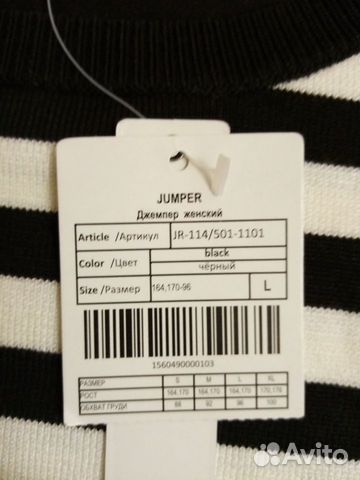 JUMPER
Джемпер женский
Article /Артикул JR-114/501-1101
Color /Цвет black
чёрный
Size /Размер 164,170-96 L
1560490000103
РАЗМЕР S M L XL
РОСТ 164,170 164,170 164,170 170,176
ОБХВАТ ГРУДИ 88 92 96 100
Avito